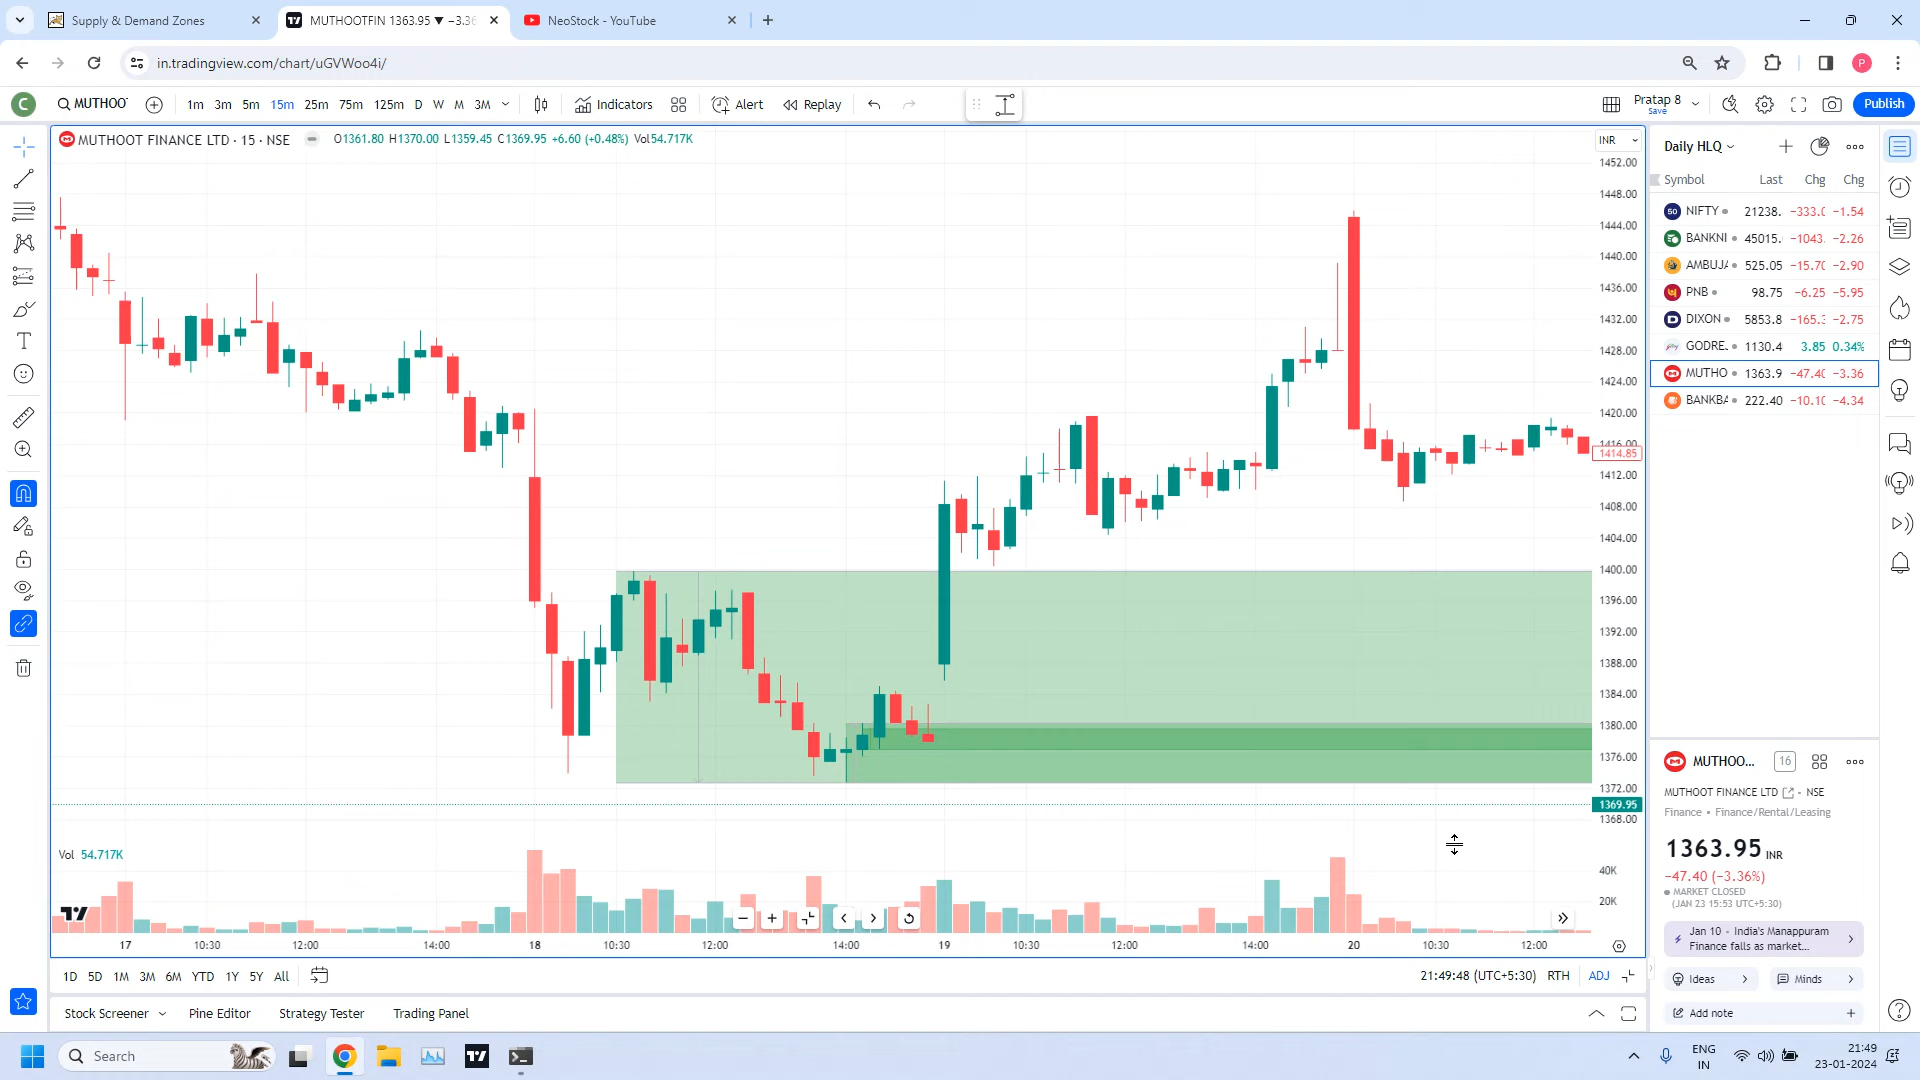 Supply & Demand Zones
MUTHOOTFIN 1363.95 ▼ −3.36
NeoStock - YouTube
in.tradingview.com/chart/uGVWoo4i/
P
C
MUTHOO
1m 3m 5m 15m 25m 75m 125m D W M 3M
Indicators
Alert
Replay
Pratap 8
Save
Publish
MUTHOOT FINANCE LTD · 15 · NSE
O1361.80 H1370.00 L1359.45 C1369.95 +6.60 (+0.48%) Vol54.717K
INR
1452.00
1448.00
1444.00
1440.00
1436.00
1432.00
1428.00
1424.00
1420.00
1416.00
1414.85
1412.00
1408.00
1404.00
1400.00
1396.00
1392.00
1388.00
1384.00
1380.00
1376.00
1372.00
1369.95
1368.00
Vol 54.717K
40K
20K
17 10:30 12:00 14:00 18 10:30 12:00 14:00 19 10:30 12:00 14:00 20 10:30 12:00
1D 5D 1M 3M 6M YTD 1Y 5Y All
21:49:48 (UTC+5:30) RTH ADJ
Stock Screener Pine Editor Strategy Tester Trading Panel
Daily HLQ
Symbol Last Chg Chg
50 NIFTY 21238. −333.0 −1.54
BANKNI 45015. −1043. −2.26
AMBUJA 525.05 −15.70 −2.90
PNB 98.75 −6.25 −5.95
DIXON 5853.8 −165.3 −2.75
GODRE. 1130.4 3.85 0.34%
MUTHO 1363.9 −47.40 −3.36
BANKBA 222.40 −10.10 −4.34
MUTHOO... 16
MUTHOOT FINANCE LTD - NSE
Finance • Finance/Rental/Leasing
1363.95 INR
−47.40 (−3.36%)
MARKET CLOSED
(JAN 23 15:53 UTC+5:30)
Jan 10 - India's Manappuram
Finance falls as market...
Ideas
Minds
Add note
Search
ENG
IN
21:49
23-01-2024